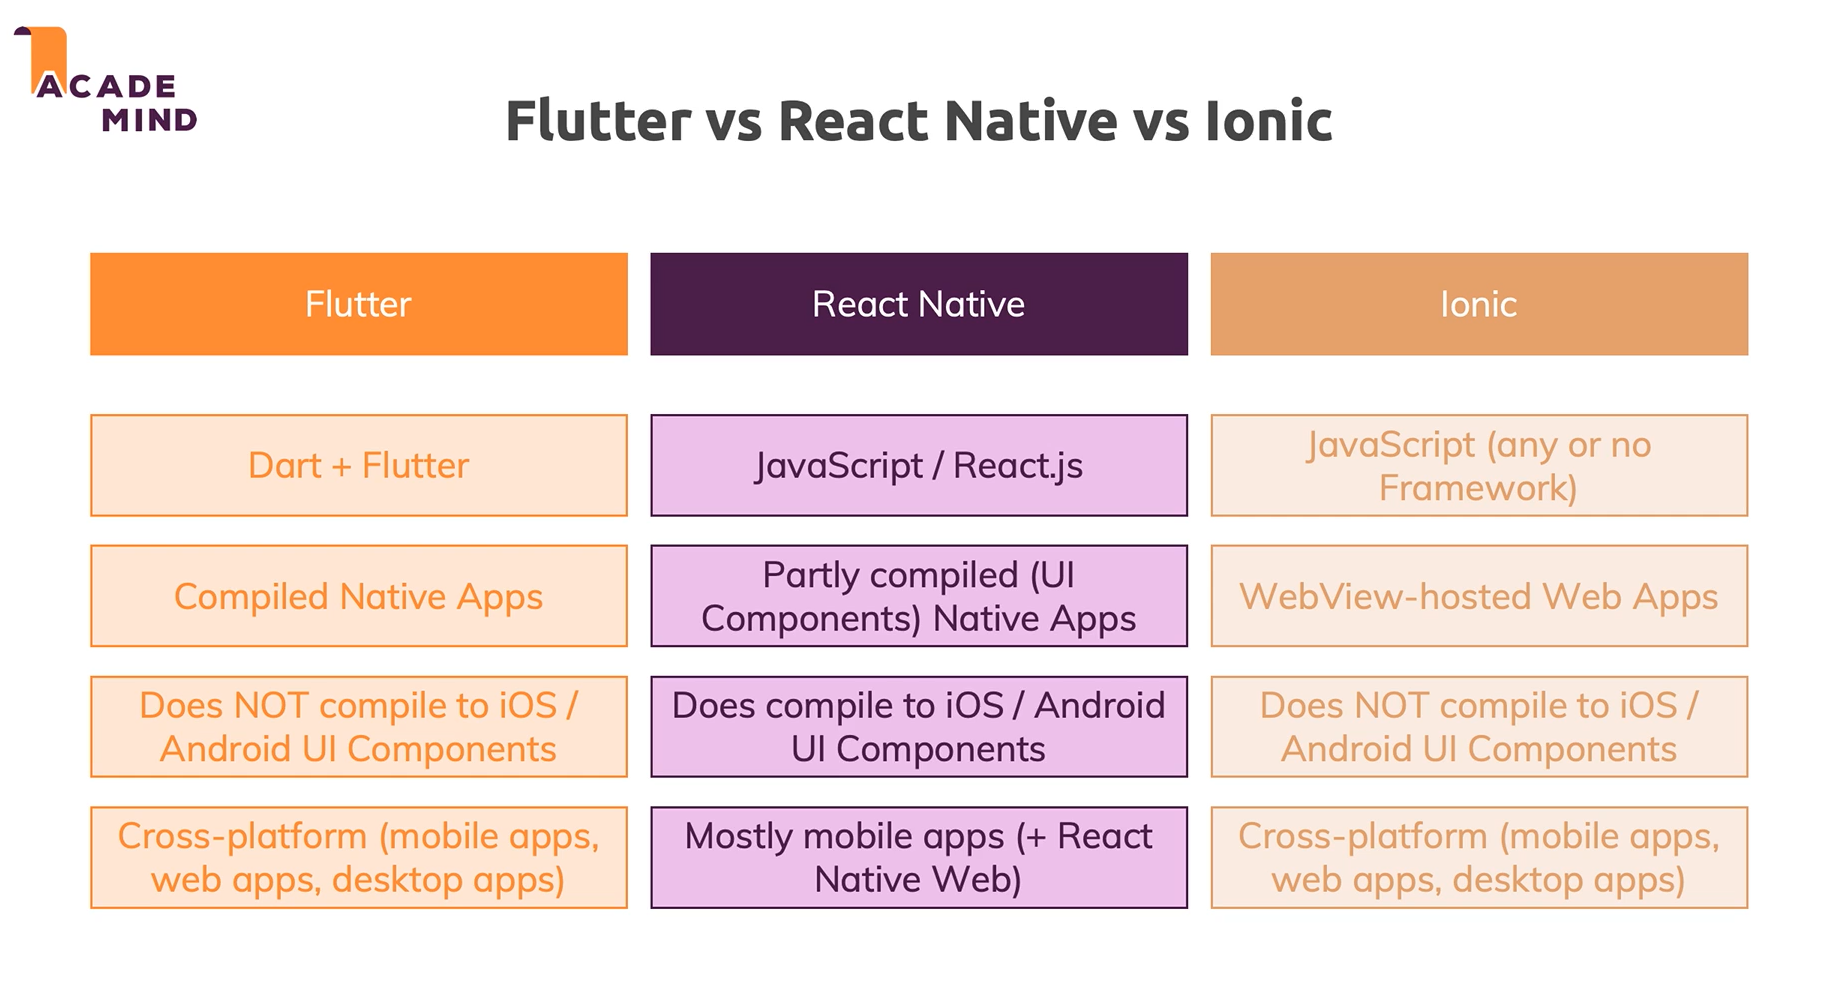 ACADE
MIND
Flutter vs React Native vs Ionic
Flutter
React Native
Ionic
Dart + Flutter
JavaScript / React.js
JavaScript (any or no
Framework)
Compiled Native Apps
Partly compiled (UI
Components) Native Apps
WebView-hosted Web Apps
Does NOT compile to iOS /
Android UI Components
Does compile to iOS / Android
UI Components
Does NOT compile to iOS /
Android UI Components
Cross-platform (mobile apps,
web apps, desktop apps)
Mostly mobile apps (+ React
Native Web)
Cross-platform (mobile apps,
web apps, desktop apps)